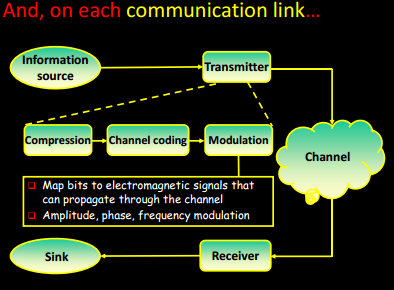 And, on each communication link…
Information
source
Transmitter
Compression
Channel coding
Modulation
Channel
Map bits to electromagnetic signals that
can propagate through the channel
Amplitude, phase, frequency modulation
Sink
Receiver